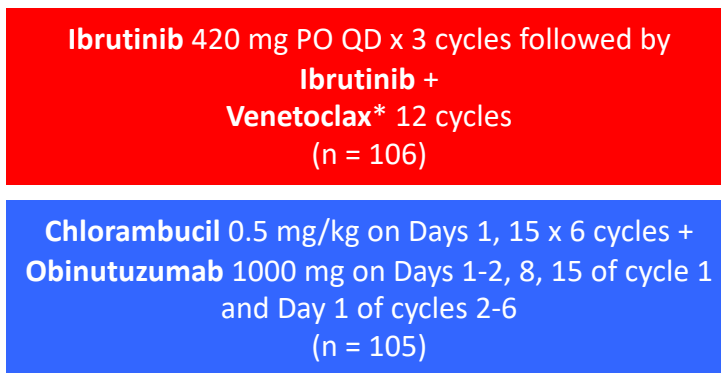 Ibrutinib 420 mg PO QD x 3 cycles followed by
Ibrutinib +
Venetoclax* 12 cycles
(n = 106)
Chlorambucil 0.5 mg/kg on Days 1, 15 x 6 cycles +
Obinutuzumab 1000 mg on Days 1-2, 8, 15 of cycle 1
and Day 1 of cycles 2-6
(n = 105)